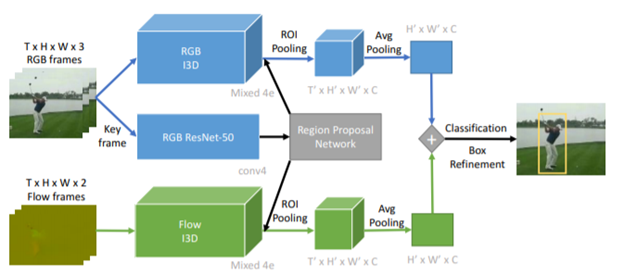 T x H x W x 3
RGB frames
Key
frame
RGB
I3D
Mixed 4e
RGB ResNet-50
conv4
ROI
Pooling
T' x H' x W' x C
Avg
Pooling
H' x W' x C
Region Proposal
Network
+
Classification
Box
Refinement
T x H x W x 2
Flow frames
Flow
I3D
Mixed 4e
ROI
Pooling
T' x H' x W' x C
Avg
Pooling
H' x W' x C